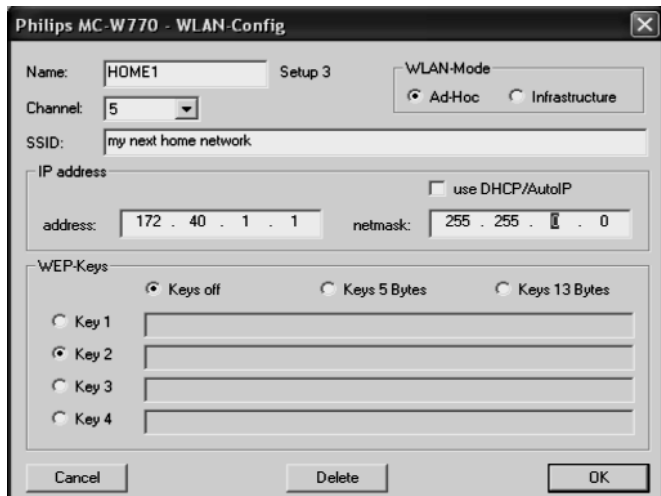 Philips MC-W770 - WLAN-Config
Name: HOME1 Setup 3
WLAN-Mode
Ad-Hoc Infrastructure
Channel: 5
SSID: my next home network
IP address
use DHCP/AutoIP
address: 172 . 40 . 1 . 1 netmask: 255 . 255 . 0 . 0
WEP-Keys
Keys off Keys 5 Bytes Keys 13 Bytes
Key 1
Key 2
Key 3
Key 4
Cancel Delete OK